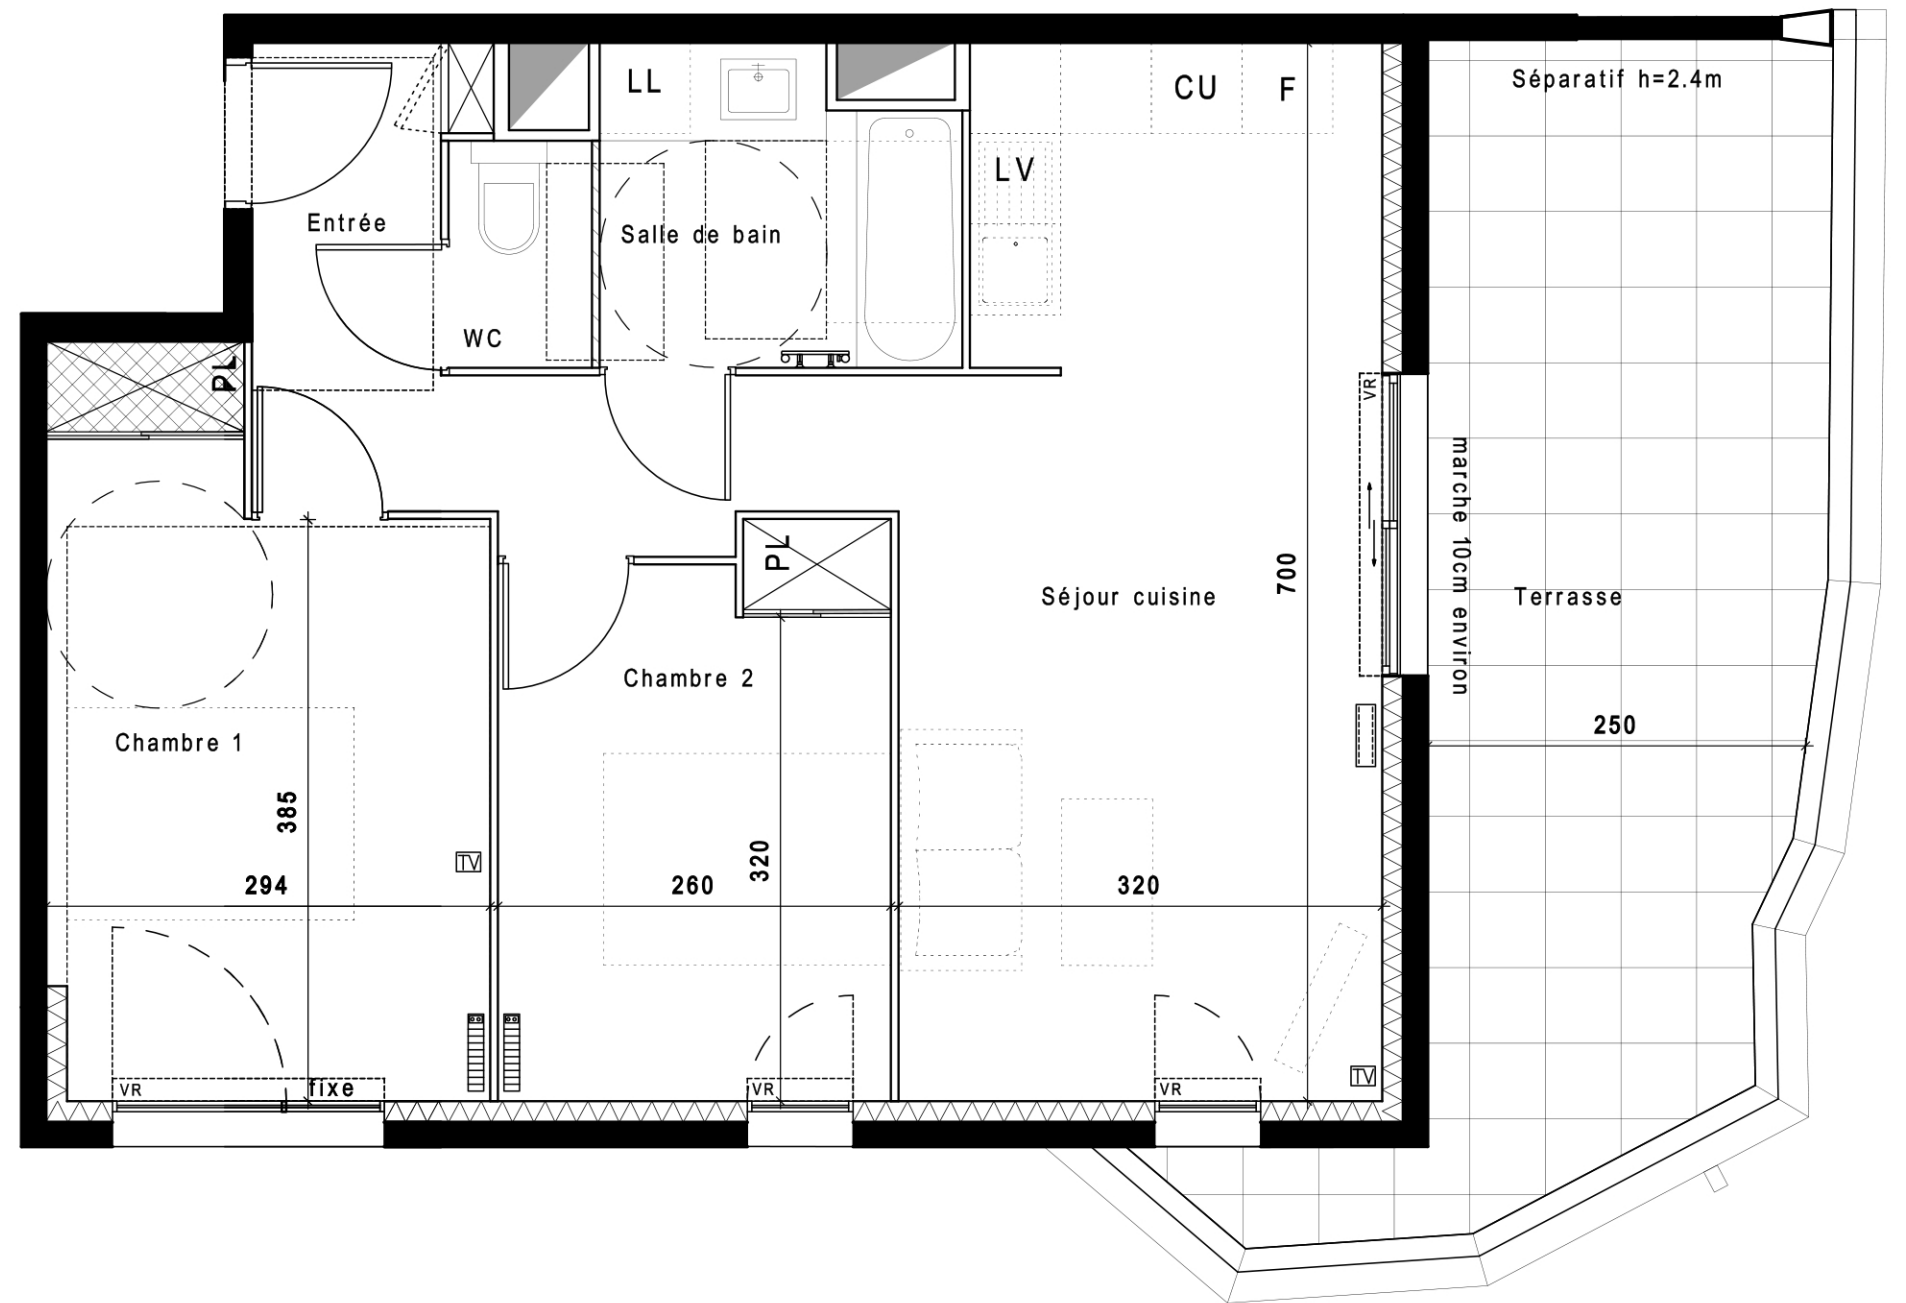 Séparatif h=2.4m
LL
CU
F
LV
Entrée
Salle de bain
WC
PL
VR
marche 10cm environ
PL
700
Séjour cuisine
Terrasse
Chambre 2
250
Chambre 1
385
320
TV
294
260
320
VR
fixe
VR
VR
TV